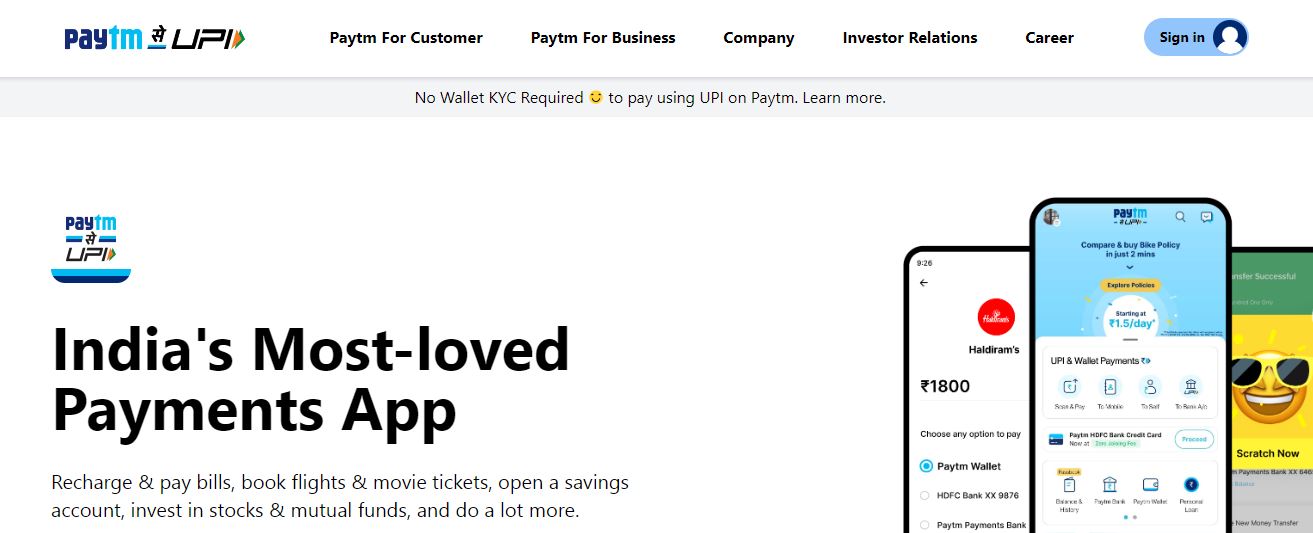 paytm से UPI
Paytm For Customer
Paytm For Business
Company
Investor Relations
Career
Sign in
No Wallet KYC Required 😊 to pay using UPI on Paytm. Learn more.
paytm
से
UPI
India's Most-loved
Payments App
Recharge & pay bills, book flights & movie tickets, open a savings
account, invest in stocks & mutual funds, and do a lot more.
9:26
Haldiram's
Haldiram's
₹1800
Choose any option to pay
Paytm Wallet
HDFC Bank XX 9876
Paytm Payments Bank
paytm
से UPI
Compare & buy Bike Policy
in just 2 mins
Explore Policies
Starting at
₹1.5/day*
UPI & Wallet Payments
Scan & Pay
To Mobile
To Self
To Bank A/c
Paytm HDFC Bank Credit Card
Now at Zero Joining Fee
Proceed
Balance &
History
Paytm Bank
Paytm Wallet
Personal
Loan
nsfer Successful
Scratch Now
m Payments Bank XX 646
Balance
New Money Transfer